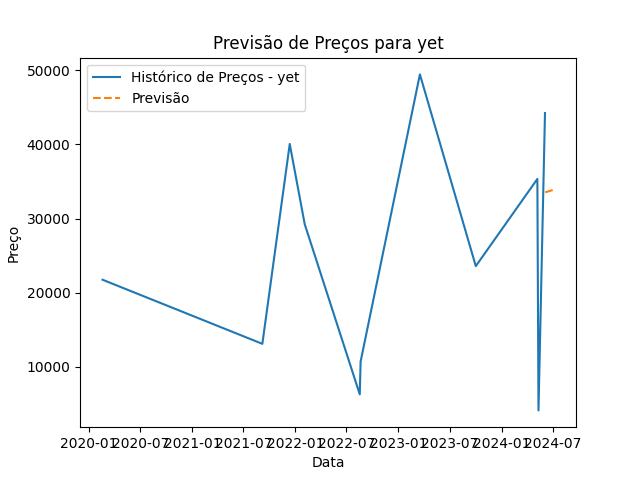 Previsão de Preços para yet
Histórico de Preços - yet
Previsão
50000
40000
30000
20000
10000
Preço
2020-01 2020-07 2021-01 2021-07 2022-01 2022-07 2023-01 2023-07 2024-01 2024-07
Data